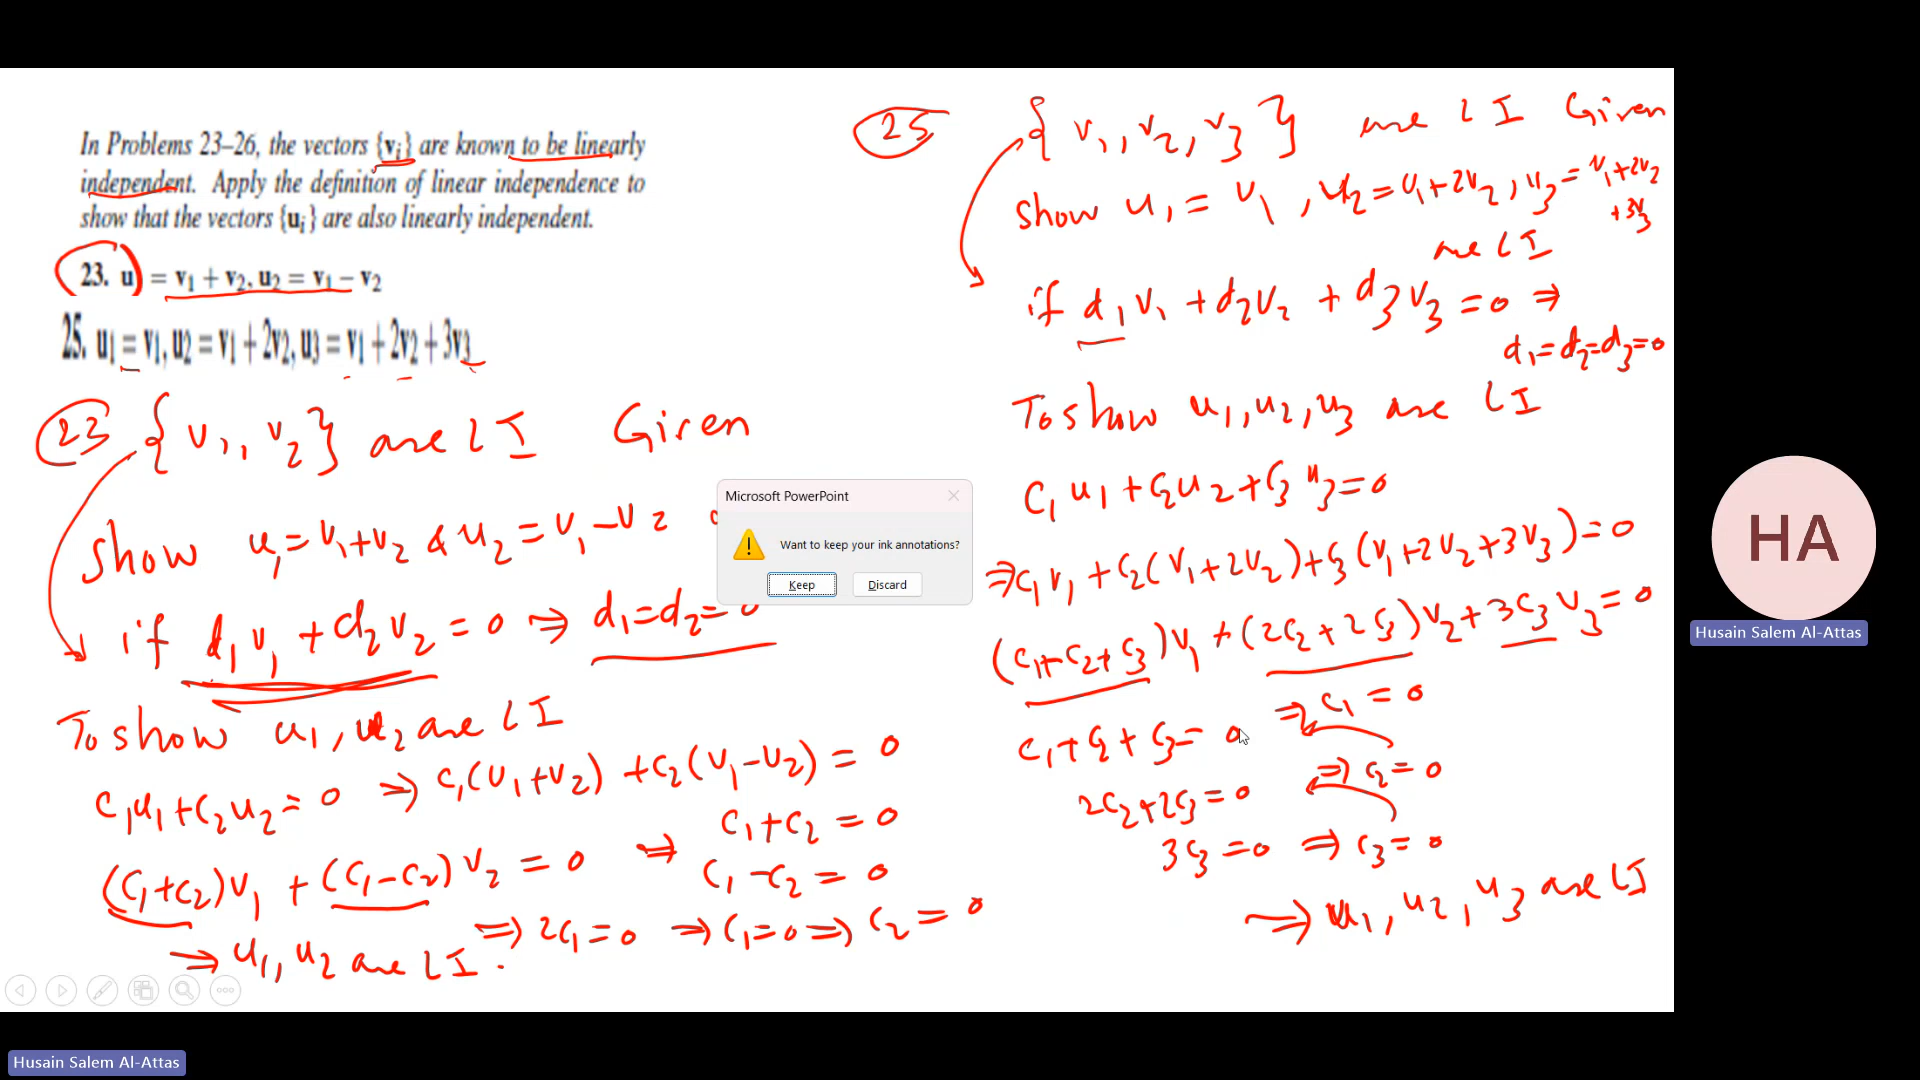 In Problems 23–26, the vectors {vᵢ} are known to be linearly
independent. Apply the definition of linear independence to
show that the vectors {uᵢ} are also linearly independent.
23. u = v₁ + v₂, u₂ = v₁ − v₂
25. u₁ = v₁, u₂ = v₁ + 2v₂, u₃ = v₁ + 2v₂ + 3v₃
23 {v₁, v₂} are LI Given
Show u₁ = v₁+v₂ & u₂ = v₁ − v₂
if d₁v₁ + d₂v₂ = 0 ⇒ d₁=d₂=0
To show u₁, u₂ are LI
c₁u₁+c₂u₂ = 0 ⇒ c₁(v₁+v₂) + c₂(v₁−v₂) = 0
(c₁+c₂)v₁ + (c₁−c₂)v₂ = 0 ⇒ c₁+c₂ = 0
c₁ − c₂ = 0
⇒ 2c₁ = 0 ⇒ c₁ = 0 ⇒ c₂ = 0
⇒ u₁, u₂ are LI.
25 {v₁, v₂, v₃} are LI Given
Show u₁ = v₁, u₂ = v₁+2v₂, u₃ = v₁+2v₂
+3v₃
are LI
if d₁v₁ + d₂v₂ + d₃v₃ = 0 ⇒
d₁=d₂=d₃=0
To show u₁, u₂, u₃ are LI
c₁u₁ + c₂u₂ + c₃u₃ = 0
⇒ c₁v₁ + c₂(v₁+2v₂) + c₃(v₁+2v₂+3v₃) = 0
(c₁+c₂+c₃)v₁ + (2c₂+2c₃)v₂ + 3c₃v₃ = 0
c₁+c₂+c₃ = 0 ⇒ c₁ = 0
2c₂+2c₃ = 0 ⇒ c₂ = 0
3c₃ = 0 ⇒ c₃ = 0
⇒ u₁, u₂, u₃ are LI
Microsoft PowerPoint
Want to keep your ink annotations?
Keep Discard
HA
Husain Salem Al-Attas
Husain Salem Al-Attas